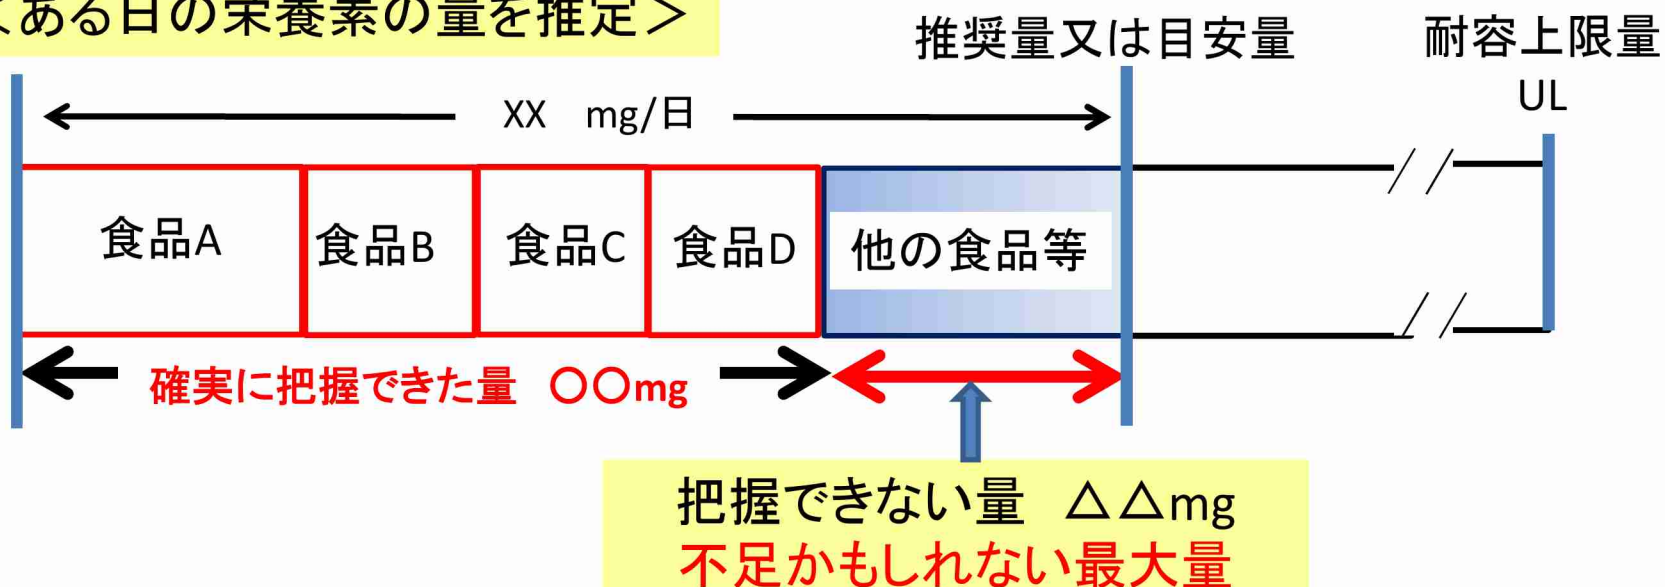 くある日の栄養素の量を推定＞
推奨量又は目安量
耐容上限量
UL
XX mg/日
食品A
食品B
食品C
食品D
他の食品等
確実に把握できた量 〇〇mg
把握できない量 △△mg
不足かもしれない最大量